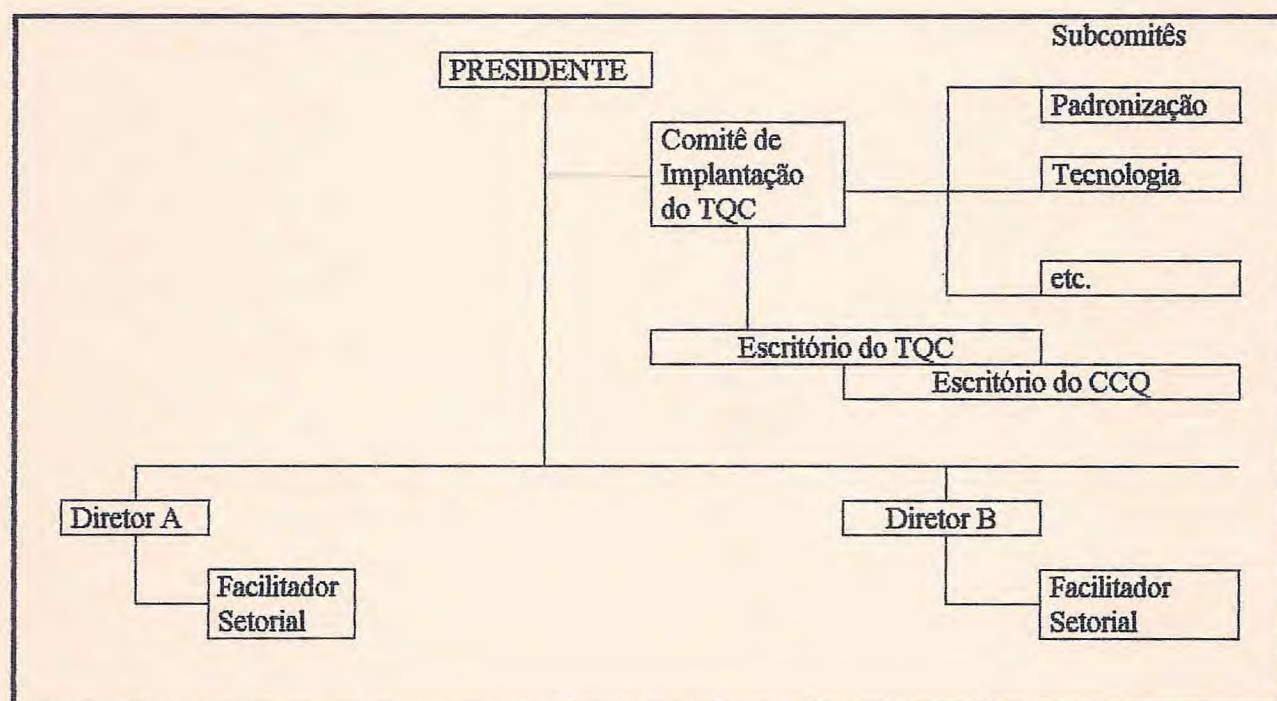 Subcomitês
PRESIDENTE
Padronização
Comitê de
Implantação
do TQC
Tecnologia
etc.
Escritório do TQC
Escritório do CCQ
Diretor A
Diretor B
Facilitador
Setorial
Facilitador
Setorial